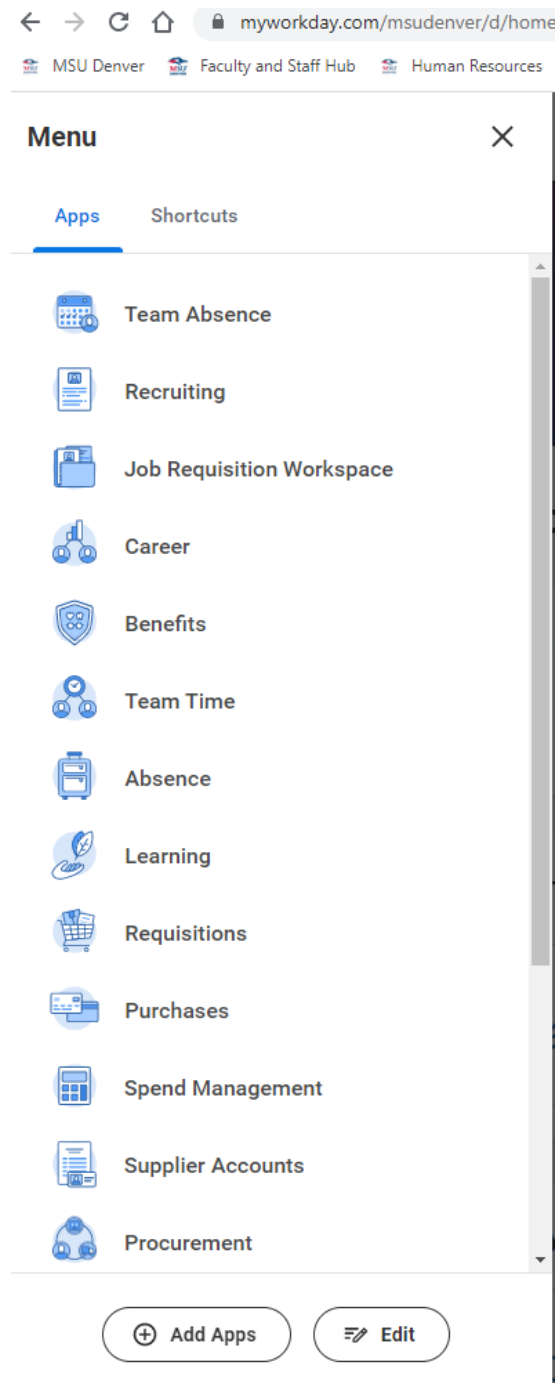 myworkday.com/msudenver/d/home
MSU Denver Faculty and Staff Hub Human Resources
Menu
Apps Shortcuts
Team Absence
Recruiting
Job Requisition Workspace
Career
Benefits
Team Time
Absence
Learning
Requisitions
Purchases
Spend Management
Supplier Accounts
Procurement
Add Apps Edit